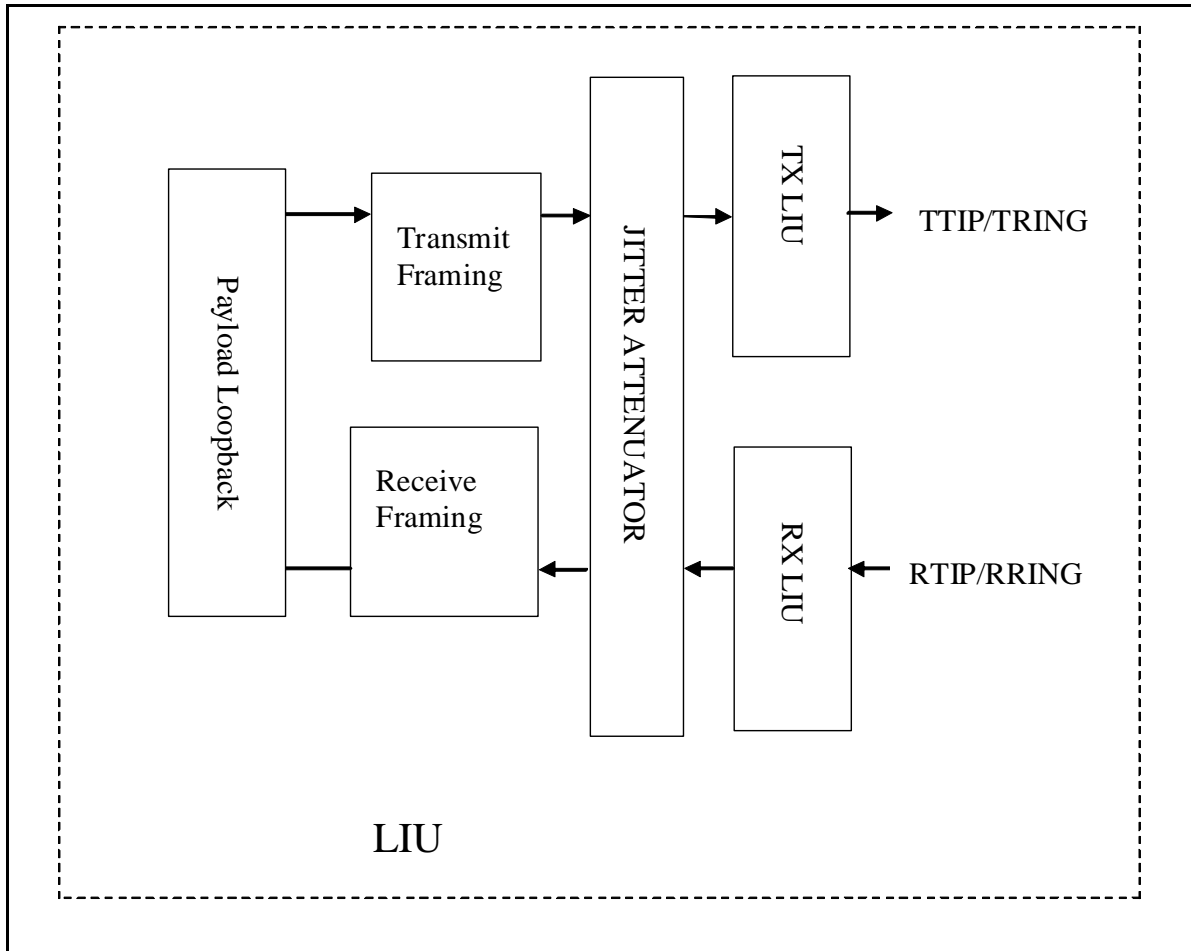 Payload Loopback
Transmit
Framing
JITTER ATTENUATOR
TX LIU
TTIP/TRING
Receive
Framing
RX LIU
RTIP/RRING
LIU